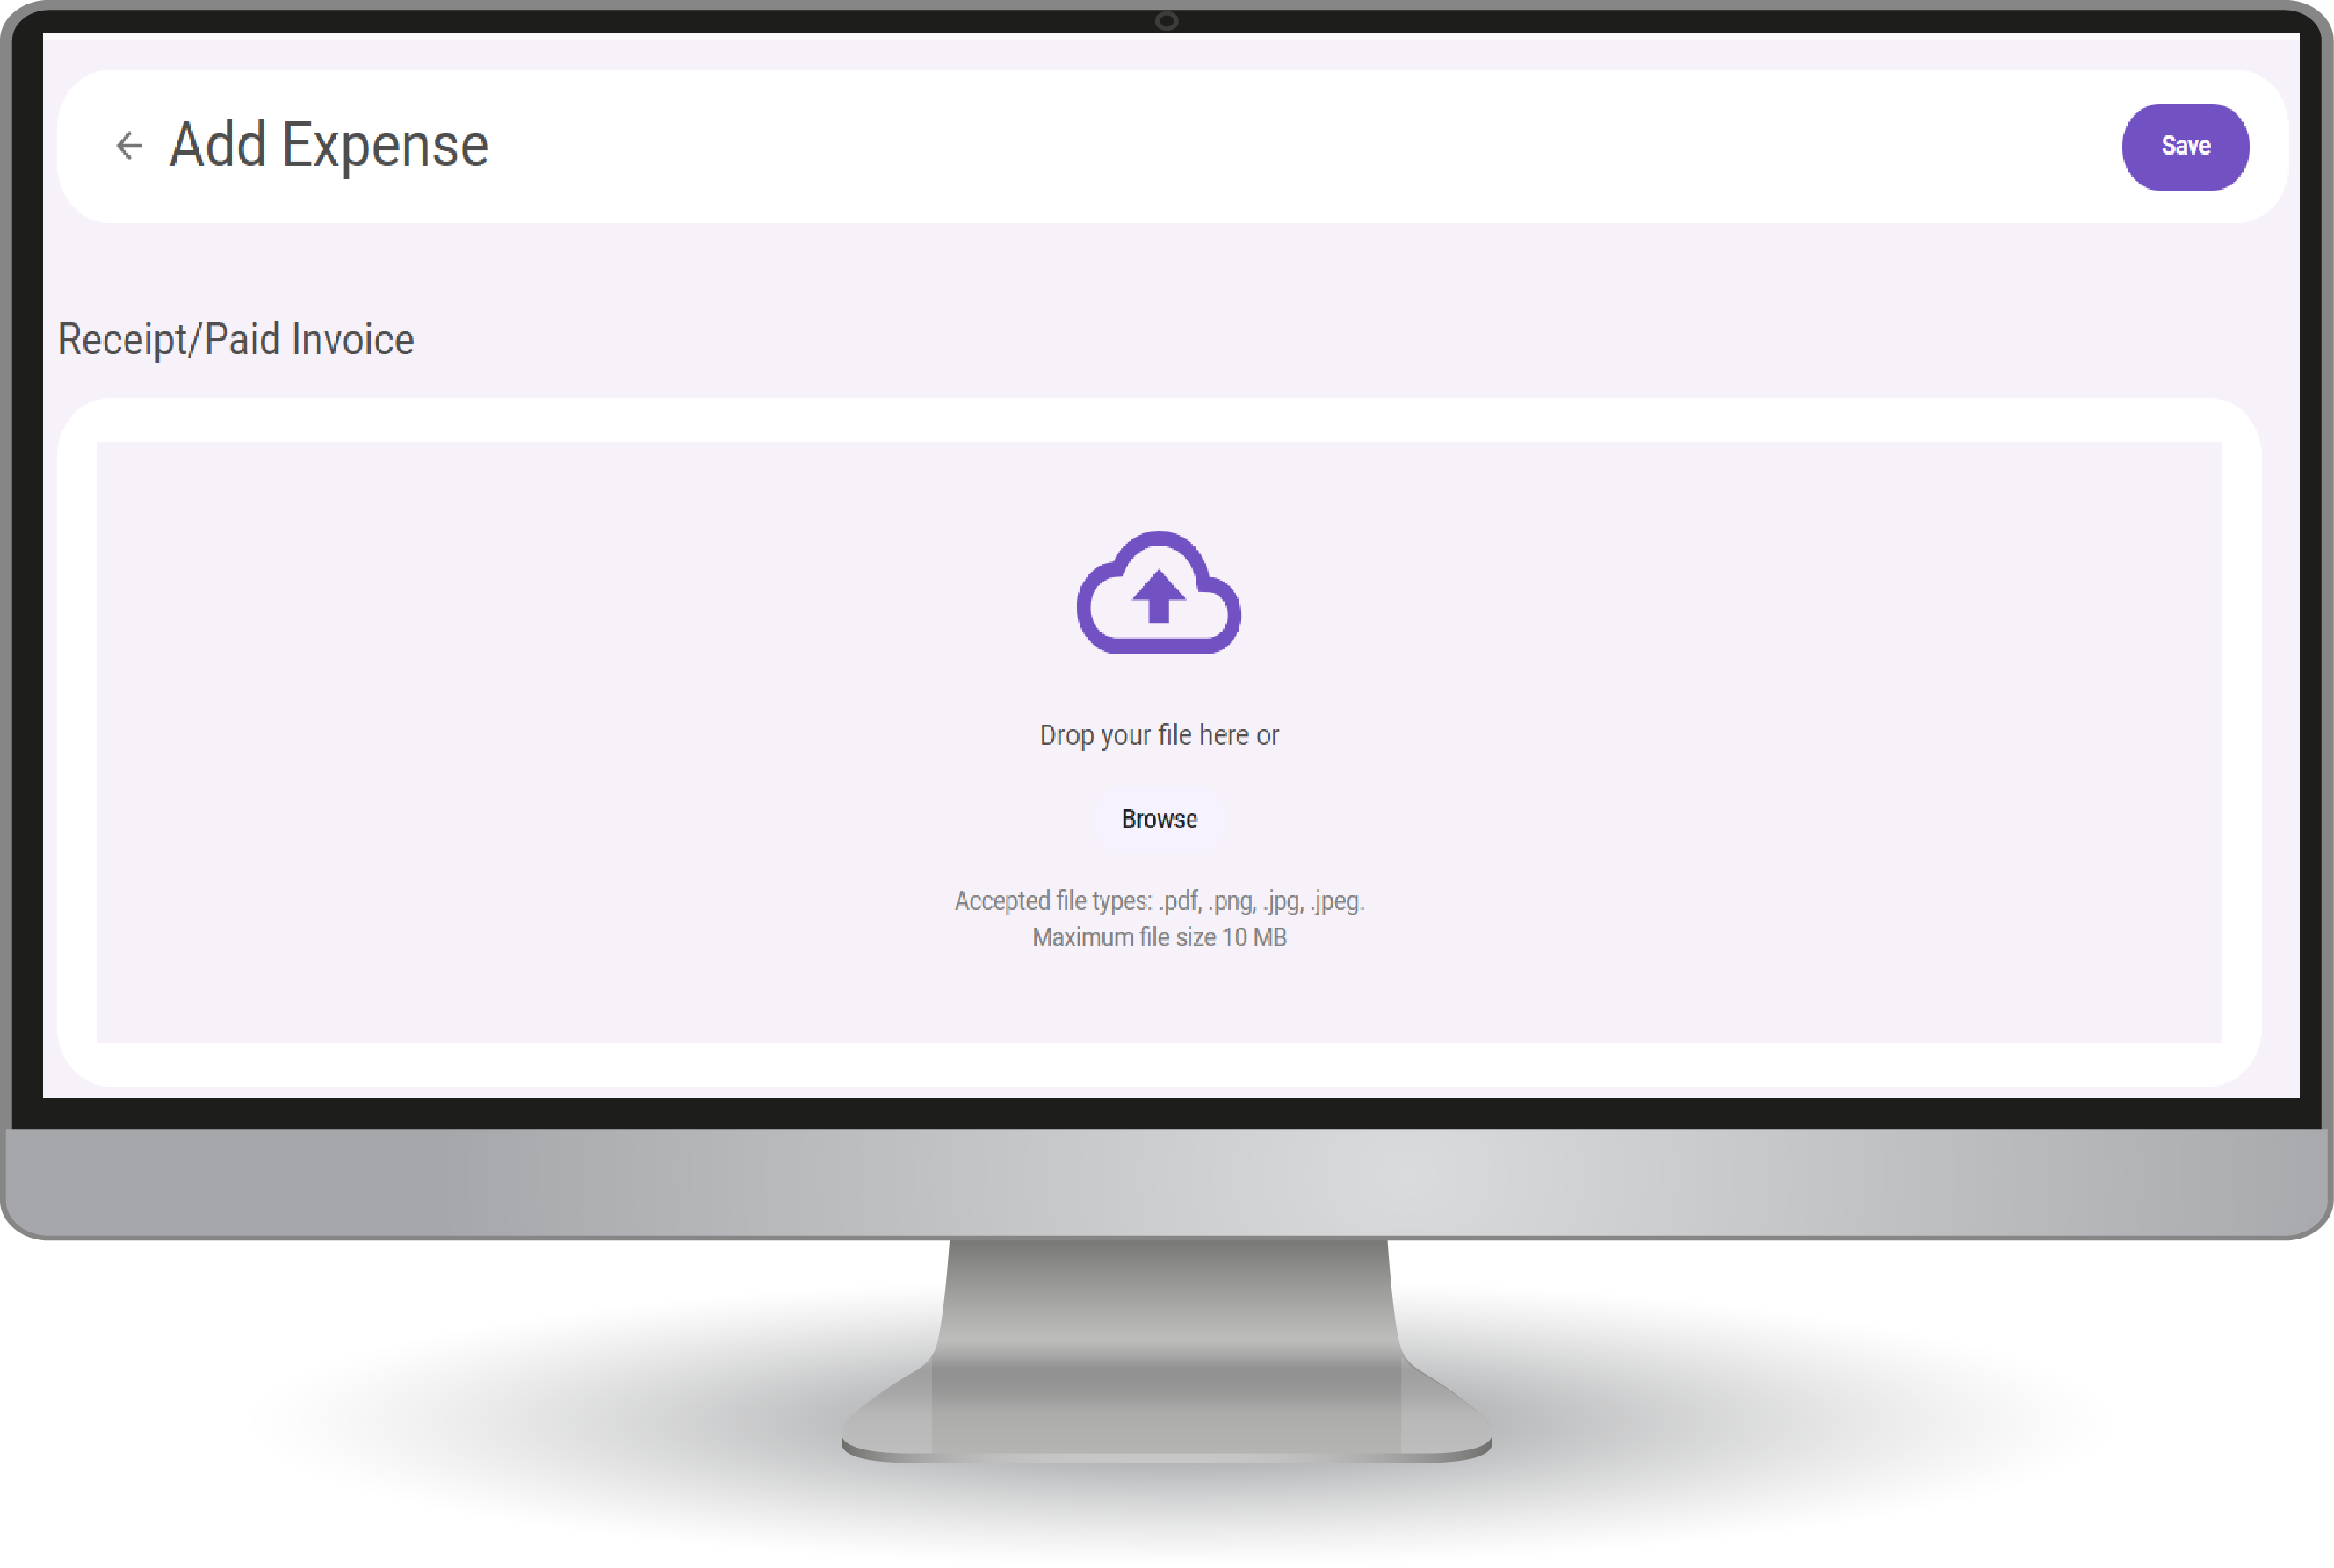 Add Expense
Save
Receipt/Paid Invoice
Drop your file here or
Browse
Accepted file types: .pdf, .png, .jpg, .jpeg.
Maximum file size 10 MB